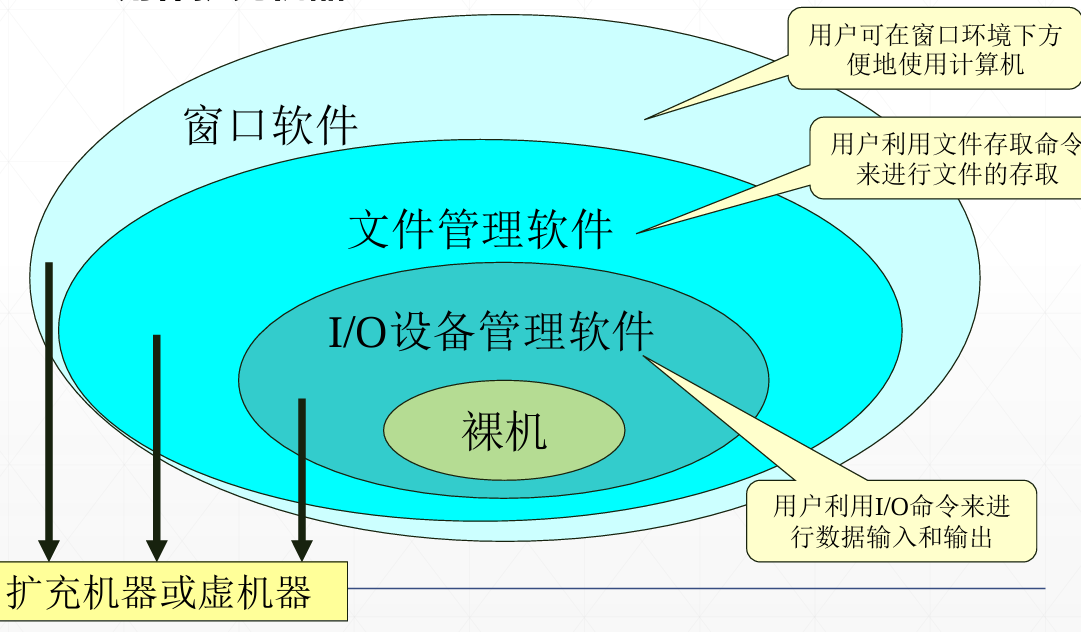 用户可在窗口环境下方
便地使用计算机
窗口软件
用户利用文件存取命令
来进行文件的存取
文件管理软件
I/O设备管理软件
裸机
用户利用I/O命令来进
行数据输入和输出
扩充机器或虚机器